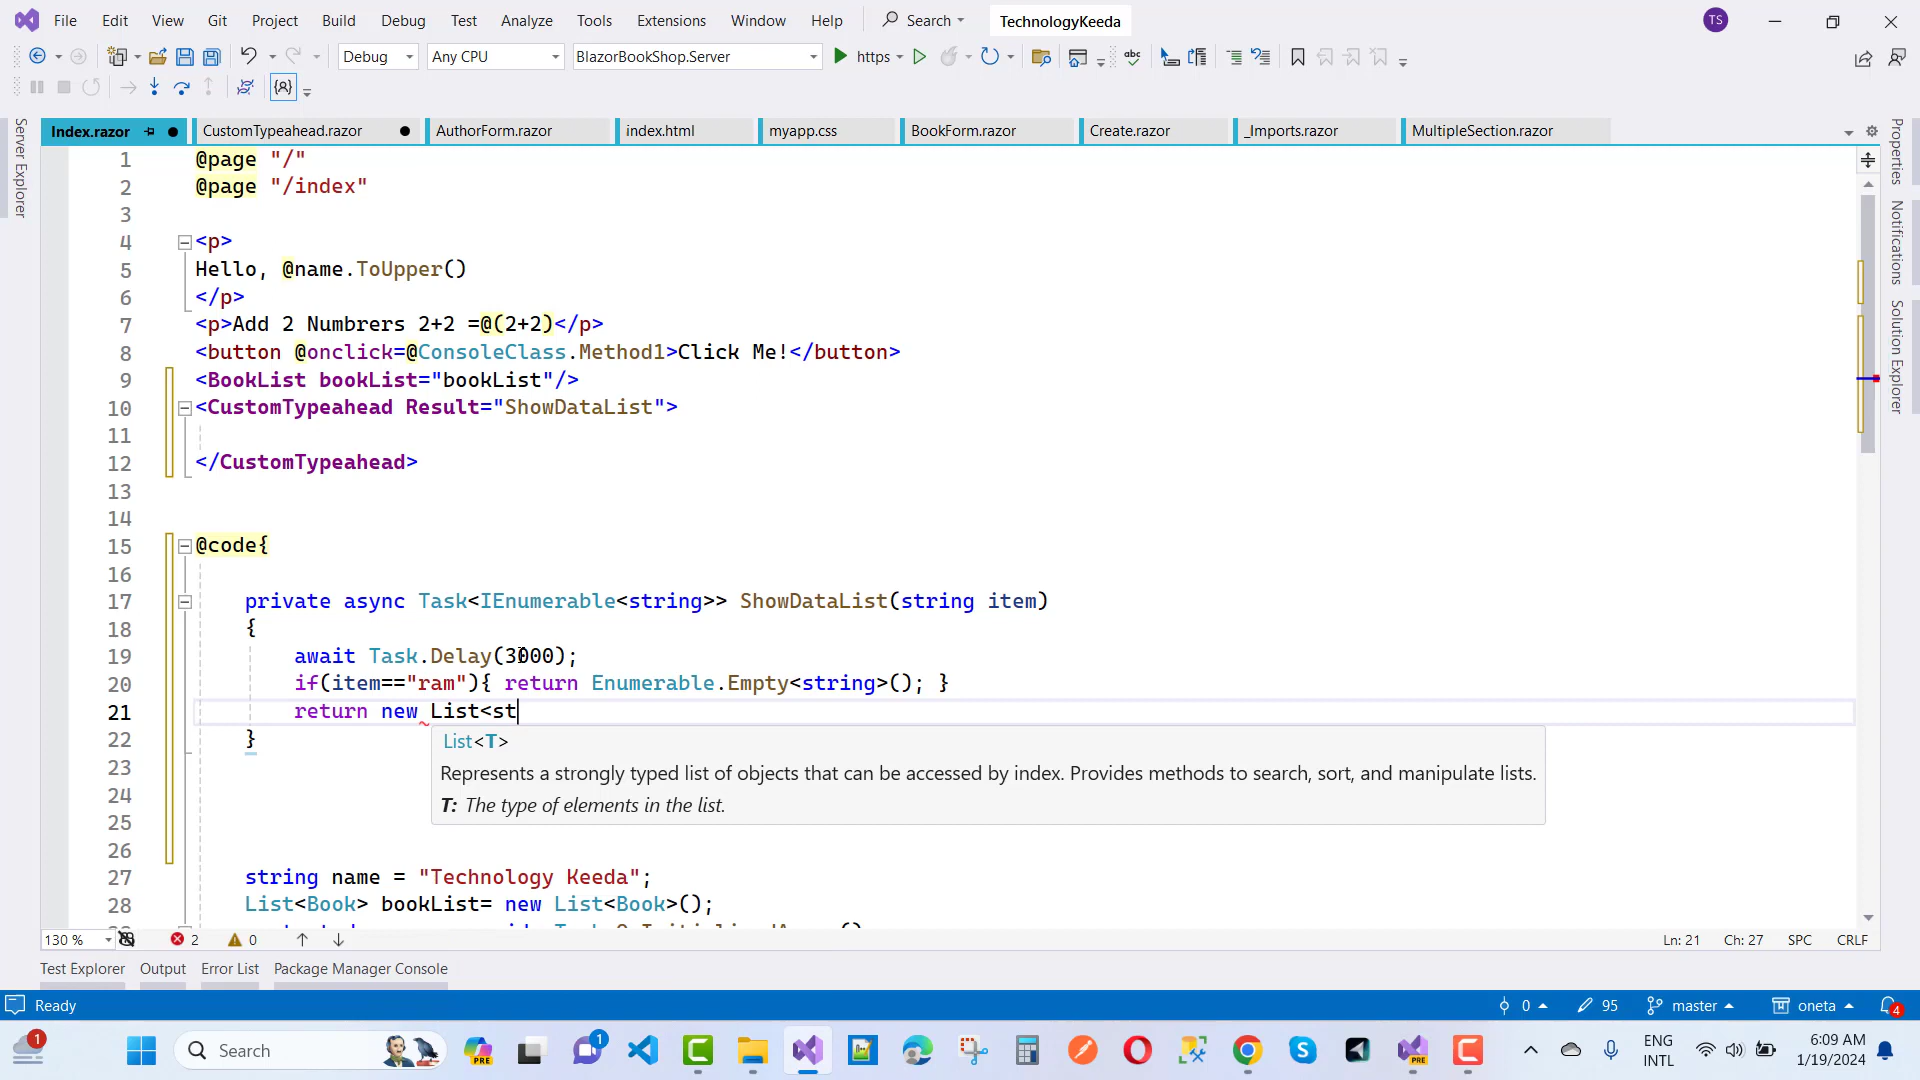 File Edit View Git Project Build Debug Test Analyze Tools Extensions Window Help Search TechnologyKeeda TS
Debug Any CPU BlazorBookShop.Server https
Index.razor CustomTypeahead.razor AuthorForm.razor index.html myapp.css BookForm.razor Create.razor _Imports.razor MultipleSection.razor
Server Explorer
Properties
Notifications
Solution Explorer
1 @page "/"
2 @page "/index"
3
4 <p>
5 Hello, @name.ToUpper()
6 </p>
7 <p>Add 2 Numbrers 2+2 =@(2+2)</p>
8 <button @onclick=@ConsoleClass.Method1>Click Me!</button>
9 <BookList bookList="bookList"/>
10 <CustomTypeahead Result="ShowDataList">
11
12 </CustomTypeahead>
13
14
15 @code{
16
17 private async Task<IEnumerable<string>> ShowDataList(string item)
18 {
19 await Task.Delay(3000);
20 if(item=="ram"){ return Enumerable.Empty<string>(); }
21 return new List<st
22 }
List<T>
Represents a strongly typed list of objects that can be accessed by index. Provides methods to search, sort, and manipulate lists.
T: The type of elements in the list.
23
24
25
26
27 string name = "Technology Keeda";
28 List<Book> bookList= new List<Book>();
130 % 2 0 Ln: 21 Ch: 27 SPC CRLF
Test Explorer Output Error List Package Manager Console
Ready 0 95 master oneta 4
1 Search PRE 1 PRE ENG 6:09 AM
INTL 1/19/2024